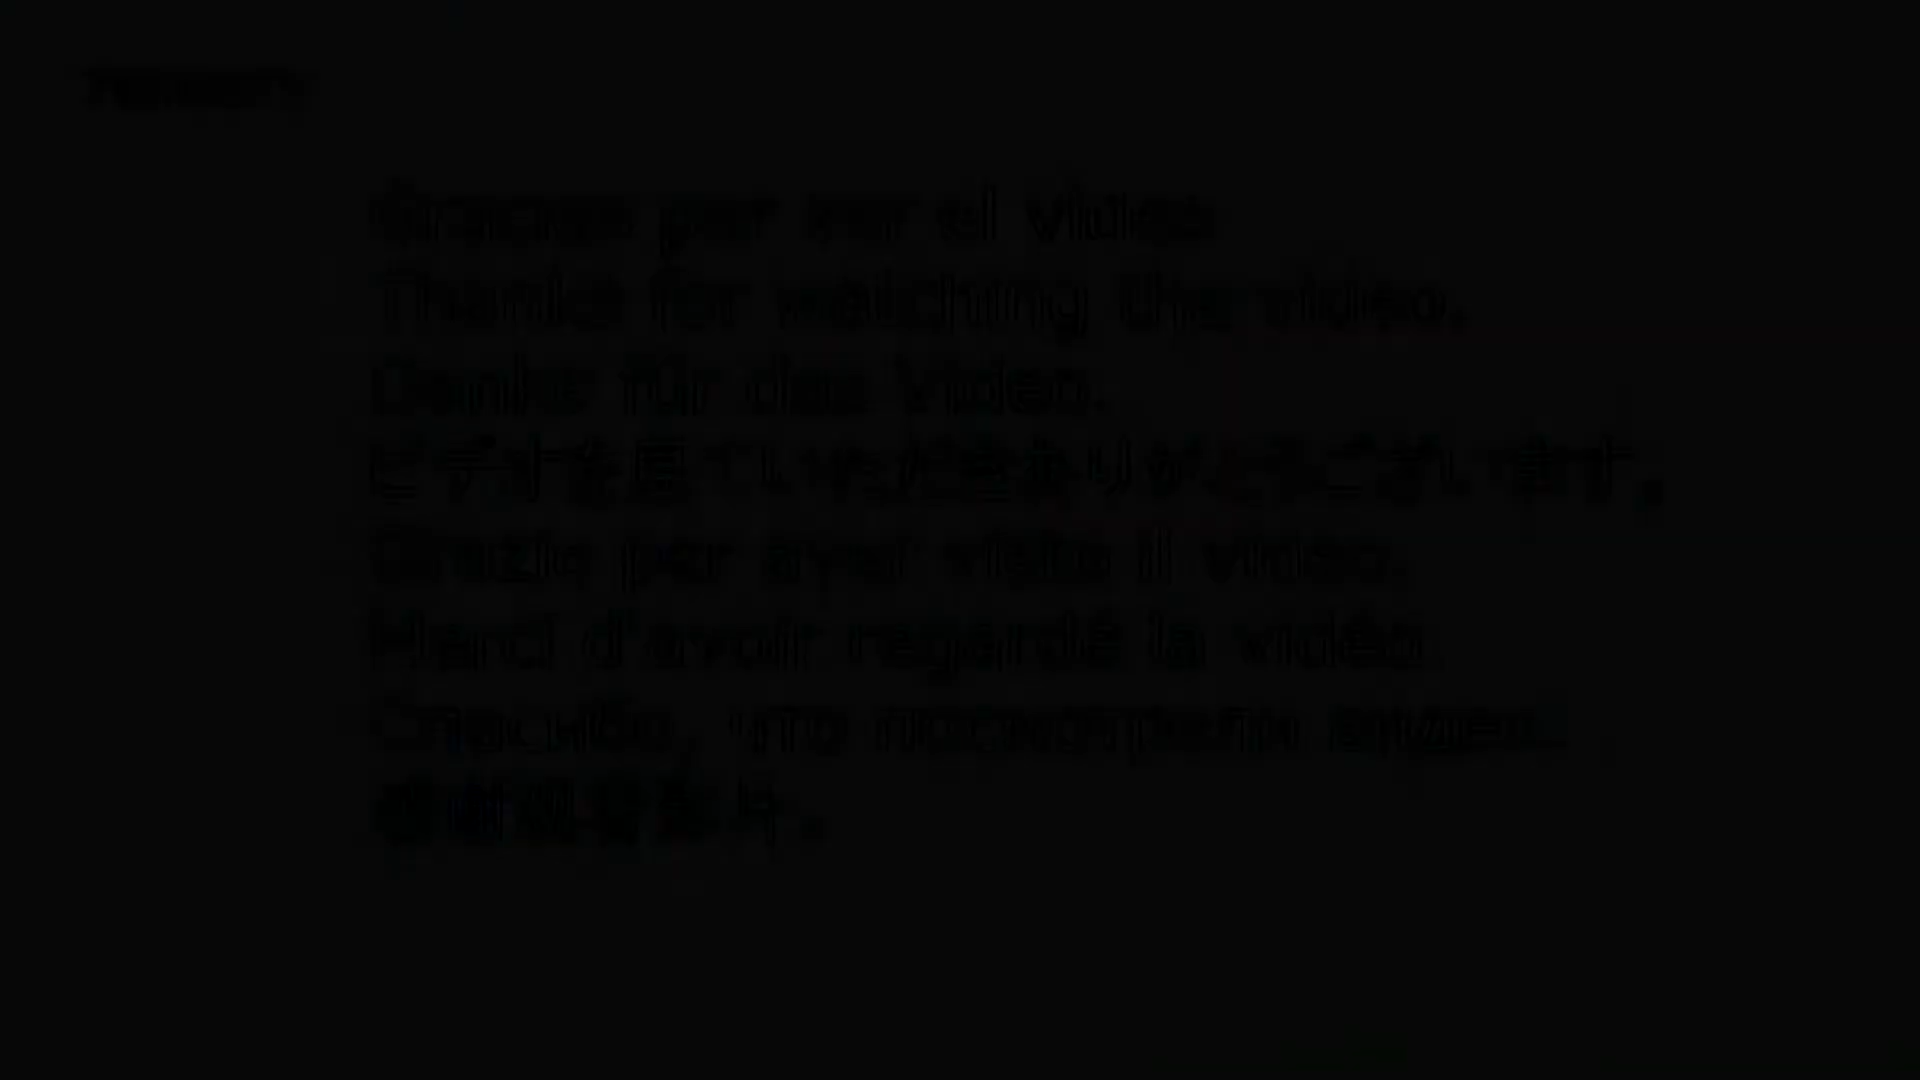 Gracias por ver el video
Thanks for watching the video.
Danke für das Video.
ビデオを見ていただきありがとうございます。
Grazie per aver visto il video.
Merci d'avoir regardé la vidéo
Спасибо, что посмотрели видео.